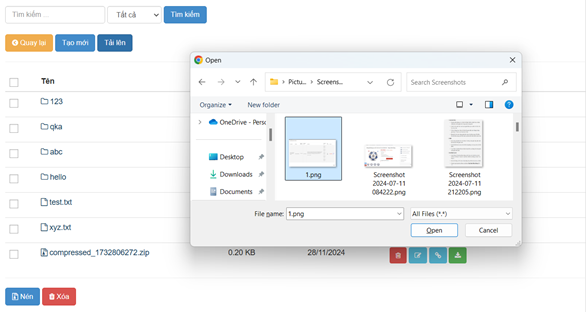 Tìm kiếm ...
Tất cả
Tìm kiếm
Quay lại
Tạo mới
Tải lên
Tên
123
qka
abc
hello
test.txt
xyz.txt
compressed_1732806272.zip
0.20 KB
28/11/2024
Nén
Xóa
Open
Pictu...
Screens...
Search Screenshots
Organize
New folder
OneDrive - Perso
Desktop
Downloads
Documents
1.png
Screenshot
2024-07-11
084222.png
Screenshot
2024-07-11
212205.png
File name:
1.png
All Files (*.*)
Open
Cancel